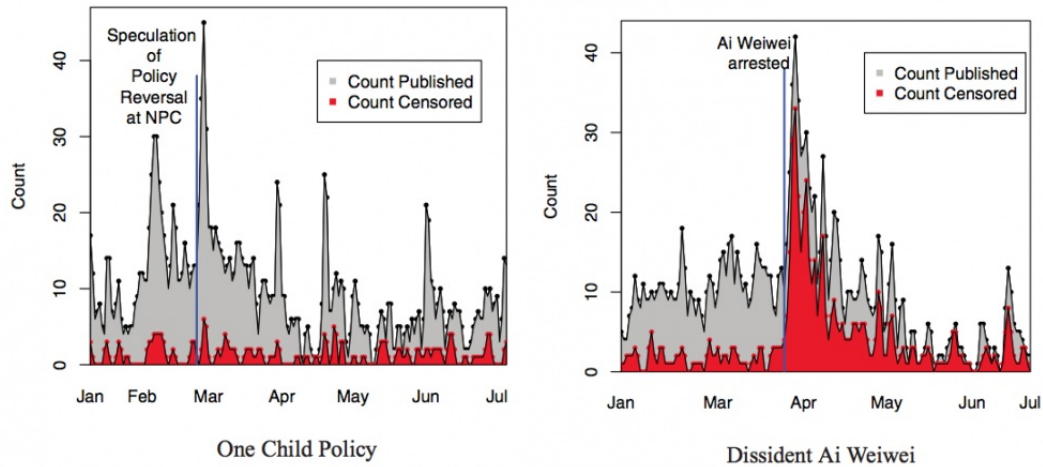 Speculation
of
Policy
Reversal
at NPC
Count Published
Count Censored
Count
40
30
20
10
0
Jan Feb Mar Apr May Jun Jul
One Child Policy
Ai Weiwei
arrested
Count Published
Count Censored
Count
40
30
20
10
0
Jan Mar Apr May Jun Jul
Dissident Ai Weiwei